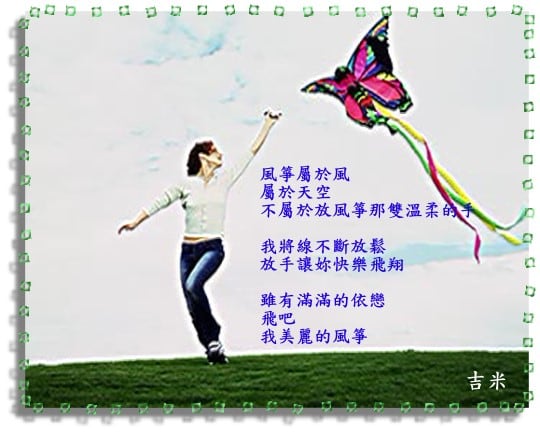 風箏屬於風
屬於天空
不屬於放風箏那雙溫柔的手
我將線不斷放鬆
放手讓妳快樂飛翔
雖有滿滿的依戀
飛吧
我美麗的風箏
吉米